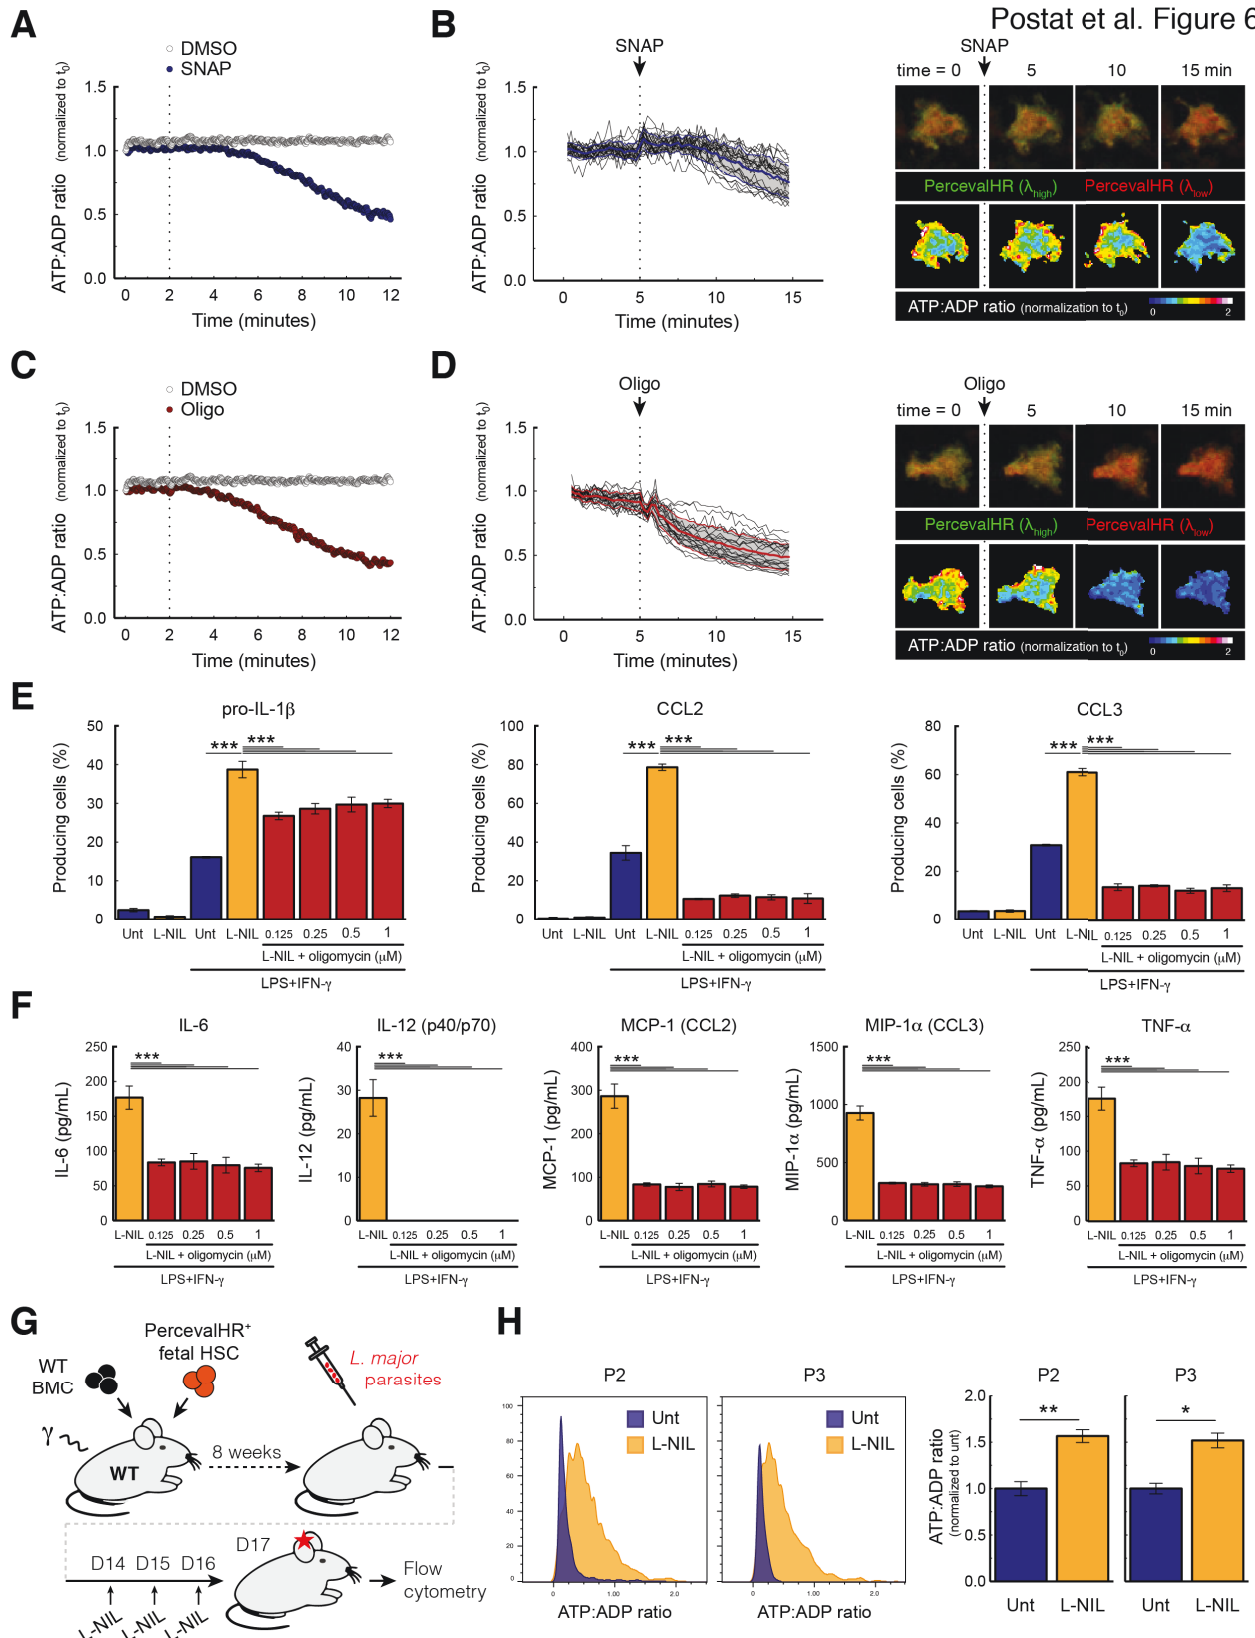 Postat et al. Figure 6
A
DMSO
SNAP
ATP:ADP ratio (normalized to t0)
1.5
1.0
0.5
0.0
0 2 4 6 8 10 12
Time (minutes)
B
SNAP
ATP:ADP ratio (normalized to t0)
1.5
1.0
0.5
0.0
0 5 10 15
Time (minutes)
SNAP
time = 0 5 10 15 min
PercevalHR (λhigh) PercevalHR (λlow)
ATP:ADP ratio (normalization to t0) 0 2
C
DMSO
Oligo
ATP:ADP ratio (normalized to t0)
1.5
1.0
0.5
0.0
0 2 4 6 8 10 12
Time (minutes)
D
Oligo
ATP:ADP ratio (normalized to t0)
1.5
1.0
0.5
0.0
0 5 10 15
Time (minutes)
Oligo
time = 0 5 10 15 min
PercevalHR (λhigh) PercevalHR (λlow)
ATP:ADP ratio (normalization to t0) 0 2
E
pro-IL-1β
Producing cells (%)
50
40
30
20
10
0
*** ***
Unt L-NIL Unt L-NIL 0.125 0.25 0.5 1
L-NIL + oligomycin (μM)
LPS+IFN-γ
CCL2
Producing cells (%)
100
80
60
40
20
0
*** ***
Unt L-NIL Unt L-NIL 0.125 0.25 0.5 1
L-NIL + oligomycin (μM)
LPS+IFN-γ
CCL3
Producing cells (%)
80
60
40
20
0
*** ***
Unt L-NIL Unt L-NIL 0.125 0.25 0.5 1
L-NIL + oligomycin (μM)
LPS+IFN-γ
F
IL-6
IL-6 (pg/mL)
250
200
150
100
50
0
***
L-NIL 0.125 0.25 0.5 1
L-NIL + oligomycin (μM)
LPS+IFN-γ
IL-12 (p40/p70)
IL-12 (pg/mL)
40
30
20
10
0
***
L-NIL 0.125 0.25 0.5 1
L-NIL + oligomycin (μM)
LPS+IFN-γ
MCP-1 (CCL2)
MCP-1 (pg/mL)
400
300
200
100
0
***
L-NIL 0.125 0.25 0.5 1
L-NIL + oligomycin (μM)
LPS+IFN-γ
MIP-1α (CCL3)
MIP-1α (pg/mL)
1500
1000
500
0
***
L-NIL 0.125 0.25 0.5 1
L-NIL + oligomycin (μM)
LPS+IFN-γ
TNF-α
TNF-α (pg/mL)
250
200
150
100
50
0
***
L-NIL 0.125 0.25 0.5 1
L-NIL + oligomycin (μM)
LPS+IFN-γ
G
PercevalHR+
fetal HSC
WT
BMC
γ
WT
8 weeks
L. major
parasites
D14 D15 D16
L-NIL L-NIL L-NIL
D17
Flow
cytometry
H
P2
Unt
L-NIL
100
80
60
40
20
0
0 1.00 2.0
ATP:ADP ratio
P3
Unt
L-NIL
0 1.00 2.0
ATP:ADP ratio
ATP:ADP ratio
(normalized to unt)
P2
2.0
1.5
1.0
0.5
0.0
**
Unt L-NIL
P3
*
Unt L-NIL